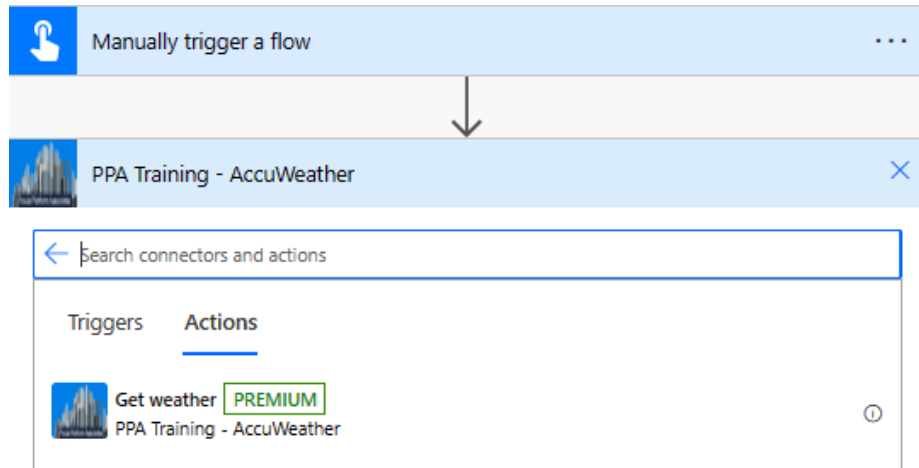 Manually trigger a flow
PPA Training - AccuWeather
Search connectors and actions
Triggers Actions
Get weather PREMIUM
PPA Training - AccuWeather